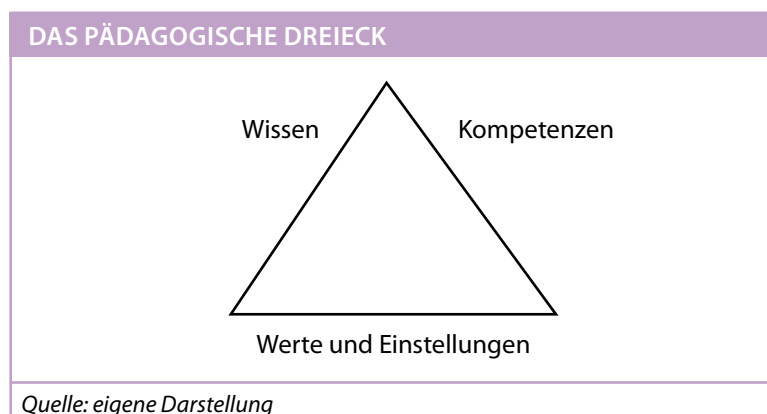 DAS PÄDAGOGISCHE DREIECK
Wissen
Kompetenzen
Werte und Einstellungen
Quelle: eigene Darstellung